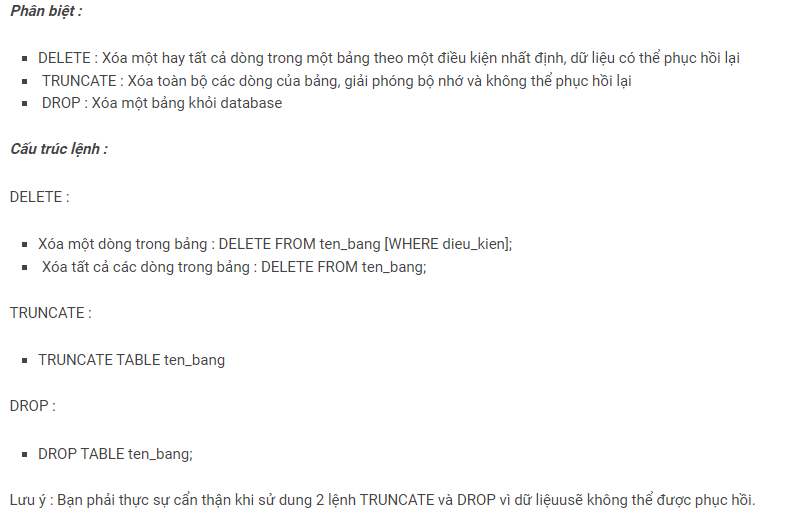 Phân biệt :
▪ DELETE : Xóa một hay tất cả dòng trong một bảng theo một điều kiện nhất định, dữ liệu có thể phục hồi lại
▪ TRUNCATE : Xóa toàn bộ các dòng của bảng, giải phóng bộ nhớ và không thể phục hồi lại
▪ DROP : Xóa một bảng khỏi database
Cấu trúc lệnh :
DELETE :
▪ Xóa một dòng trong bảng : DELETE FROM ten_bang [WHERE dieu_kien];
▪ Xóa tất cả các dòng trong bảng : DELETE FROM ten_bang;
TRUNCATE :
▪ TRUNCATE TABLE ten_bang
DROP :
▪ DROP TABLE ten_bang;
Lưu ý : Bạn phải thực sự cẩn thận khi sử dung 2 lệnh TRUNCATE và DROP vì dữ liệuusẽ không thể được phục hồi.